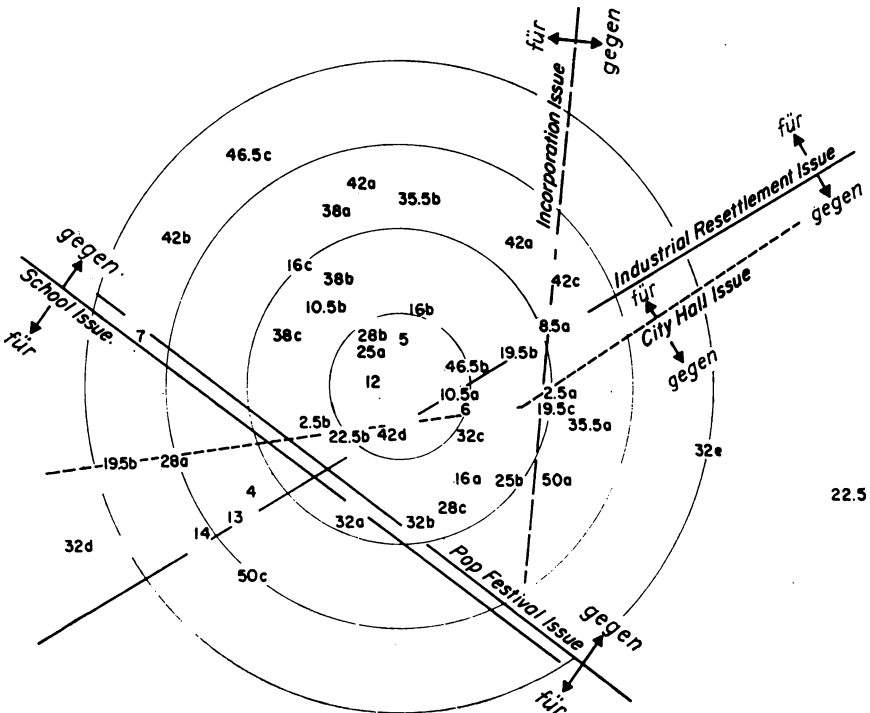 für
gegen
Incorporation Issue
für
Industrial Resettlement Issue
gegen
46.5c
42a
35.5b
38a
42b
42a
gegen.
16c
38b
42c
School Issue.
10.5b
16b
für
City Hall Issue
8.5a
für
38c
28b
5
25a
46.5b
19.5b
gegen
12
10.5a
2.5a
6
19.5c
2.5b
22.5b
42d
32c
35.5a
19.5b
28a
32e
16a
25b
50a
4
22.5
13
28c
14
32a
32b
32d
50c
Pop Festival Issue
gegen
für